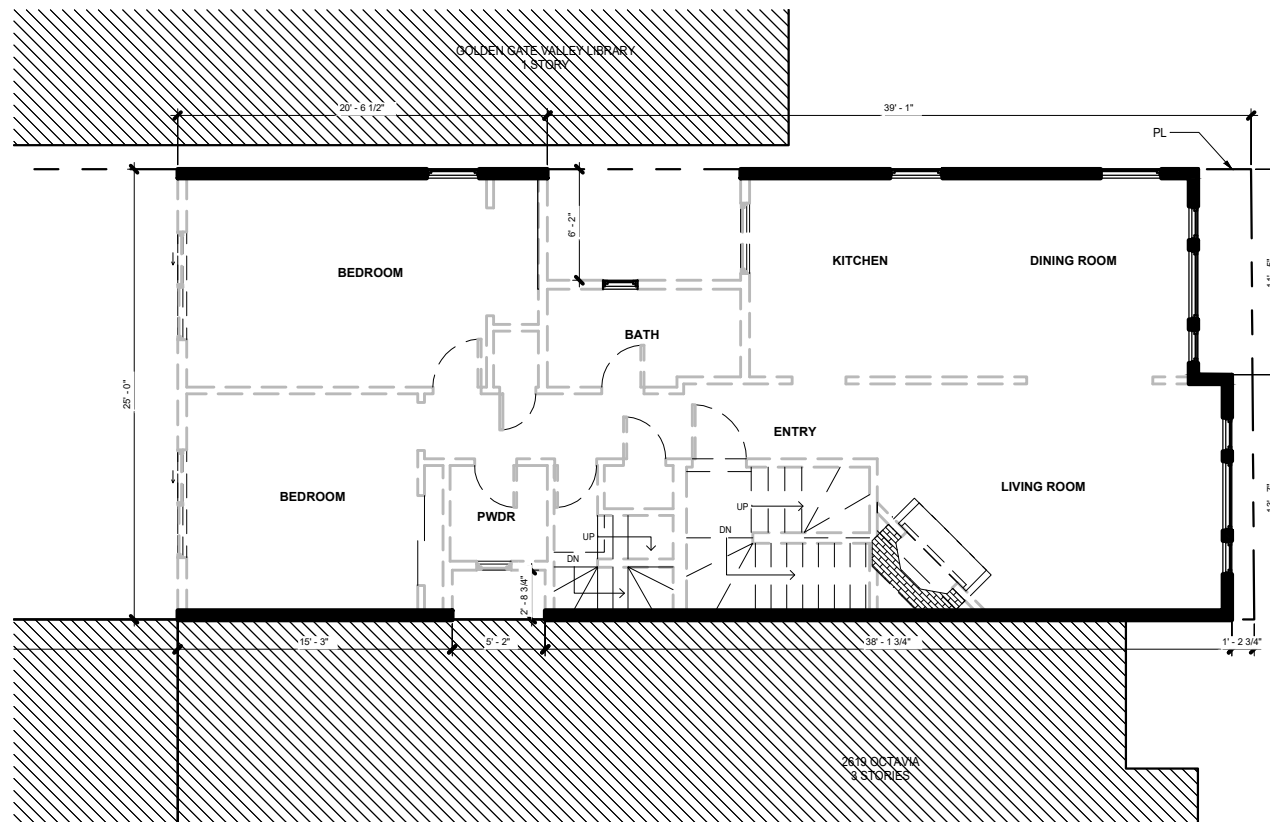 GOLDEN GATE VALLEY LIBRARY
1 STORY
20' - 6 1/2"
39' - 1"
PL
6' - 2"
BEDROOM
KITCHEN
DINING ROOM
BATH
25' - 0"
ENTRY
BEDROOM
LIVING ROOM
PWDR
UP
DN
UP
DN
2' - 8 3/4"
15' - 3"
5' - 2"
38' - 1 3/4"
1' - 2 3/4"
2619 OCTAVIA
3 STORIES